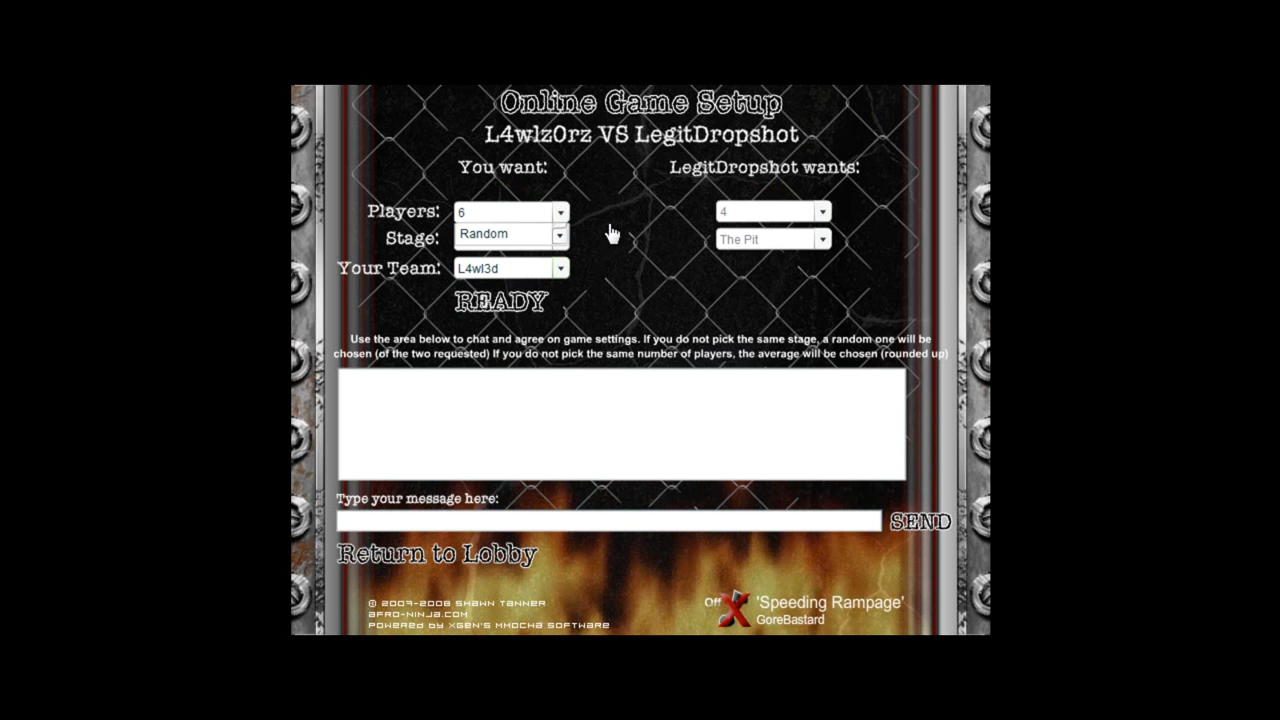 Online Game Setup
L4wlz0rz VS LegitDropshot
You want: LegitDropshot wants:
Players: 6 4
Stage: Random The Pit
Your Team: L4wl3d
READY
Use the area below to chat and agree on game settings. If you do not pick the same stage, a random one will be
chosen (of the two requested) If you do not pick the same number of players, the average will be chosen (rounded up)
Type your message here:
SEND
Return to Lobby
Off 'Speeding Rampage'
GoreBastard
© 2007-2008 Shawn Tanner
afro-ninja.com
Powered by XGen's MMOcha Software